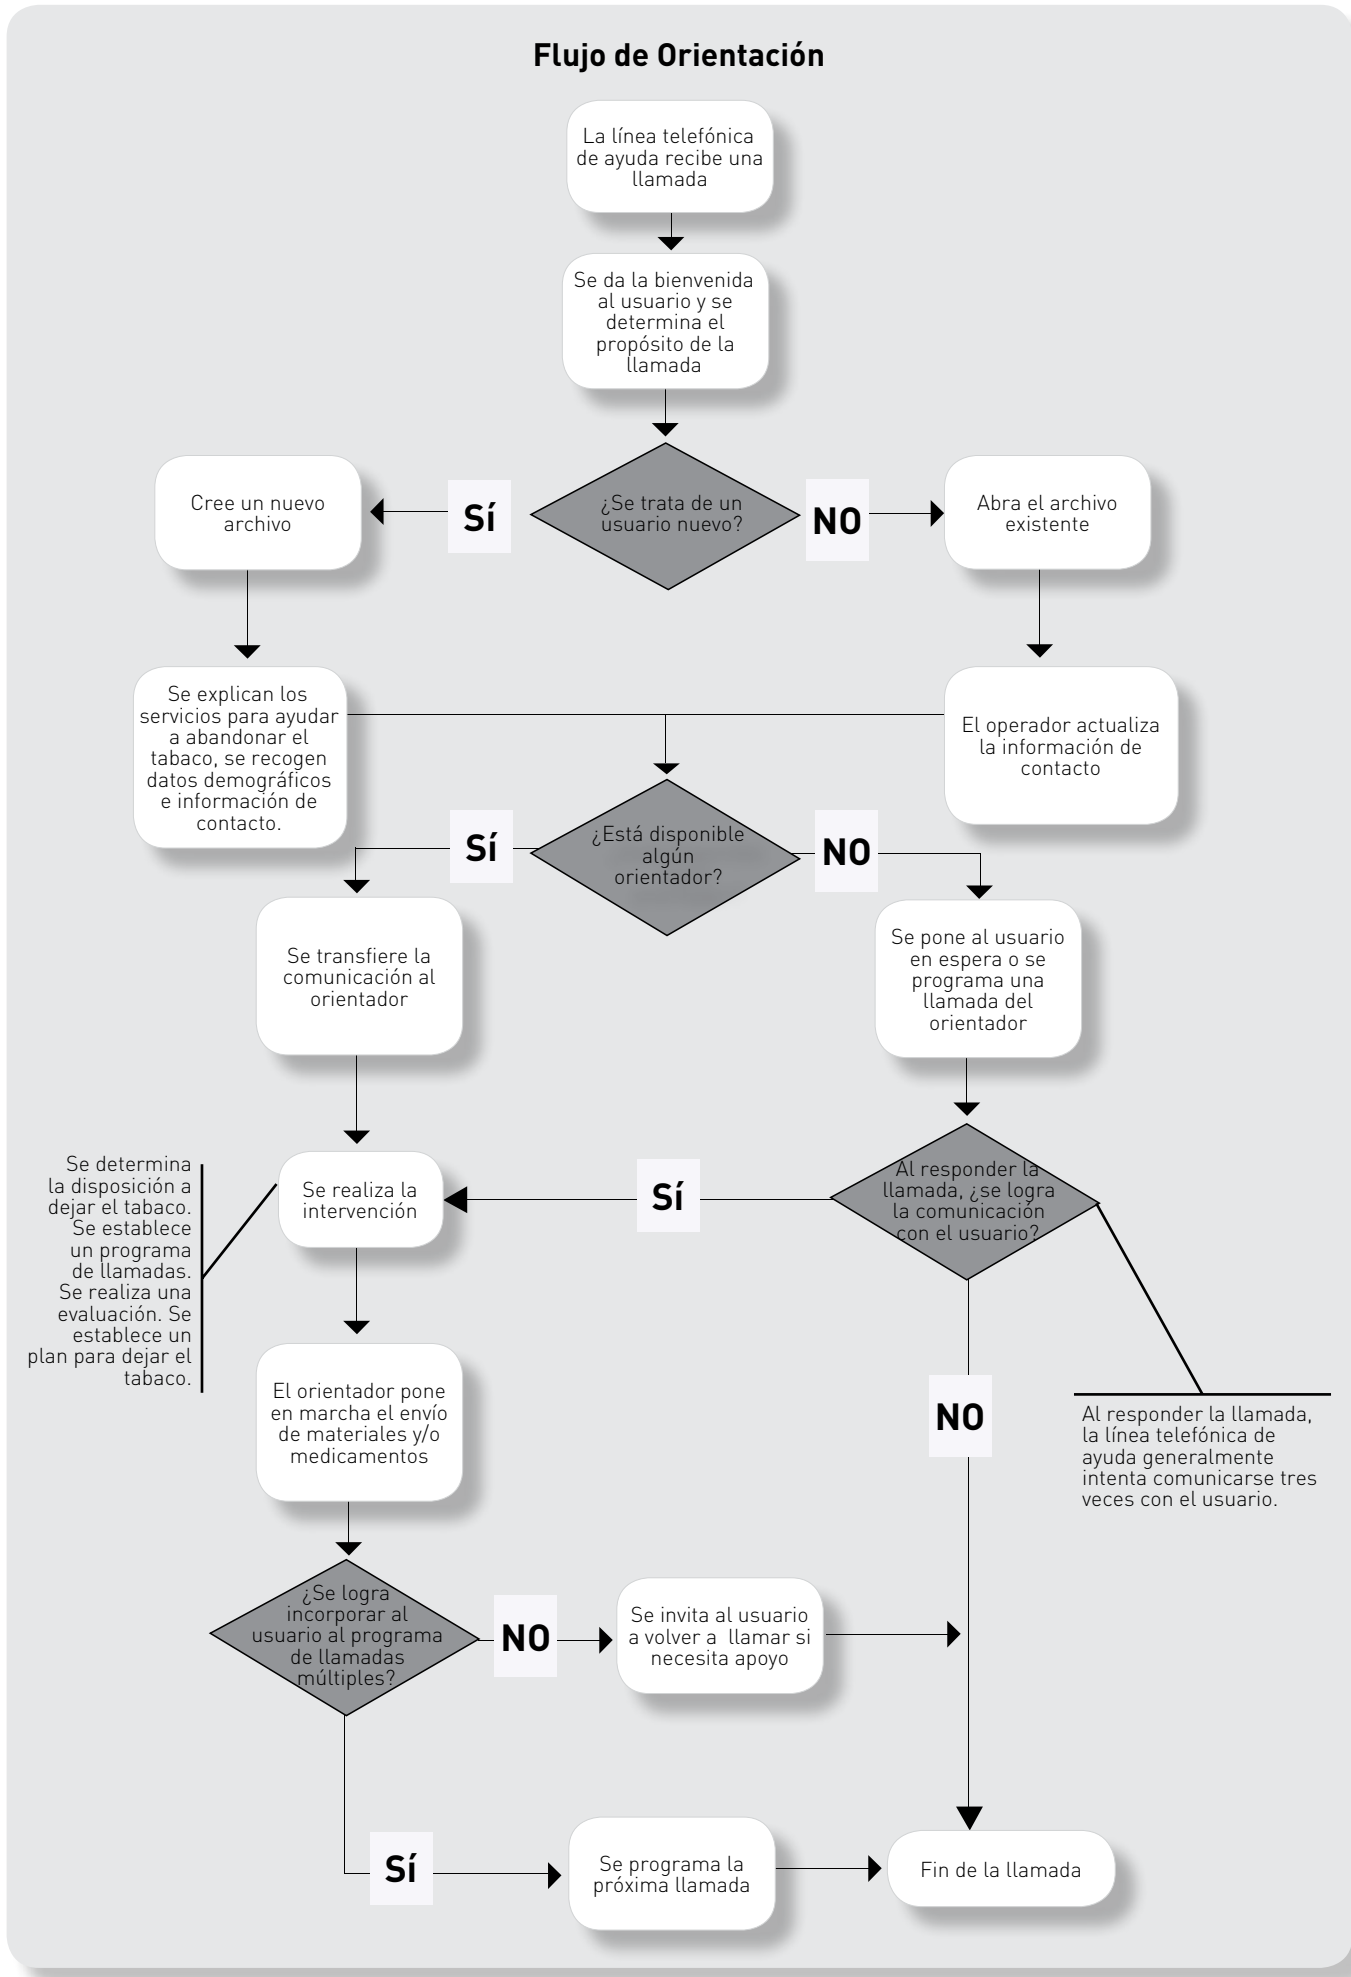 Flujo de Orientación
La línea telefónica
de ayuda recibe una
llamada
Se da la bienvenida
al usuario y se
determina el
propósito de la
llamada
¿Se trata de un
usuario nuevo?
Sí
NO
Cree un nuevo
archivo
Abra el archivo
existente
Se explican los
servicios para ayudar
a abandonar el
tabaco, se recogen
datos demográficos
e información de
contacto.
El operador actualiza
la información de
contacto
¿Está disponible
algún
orientador?
Sí
NO
Se transfiere la
comunicación al
orientador
Se pone al usuario
en espera o se
programa una
llamada del
orientador
Al responder la
llamada, ¿se logra
la comunicación
con el usuario?
Sí
Se realiza la
intervención
Se determina
la disposición a
dejar el tabaco.
Se establece
un programa
de llamadas.
Se realiza una
evaluación. Se
establece un
plan para dejar el
tabaco.
NO
Al responder la llamada,
la línea telefónica de
ayuda generalmente
intenta comunicarse tres
veces con el usuario.
El orientador pone
en marcha el envío
de materiales y/o
medicamentos
¿Se logra
incorporar al
usuario al programa
de llamadas
múltiples?
NO
Se invita al usuario
a volver a  llamar si
necesita apoyo
Sí
Se programa la
próxima llamada
Fin de la llamada